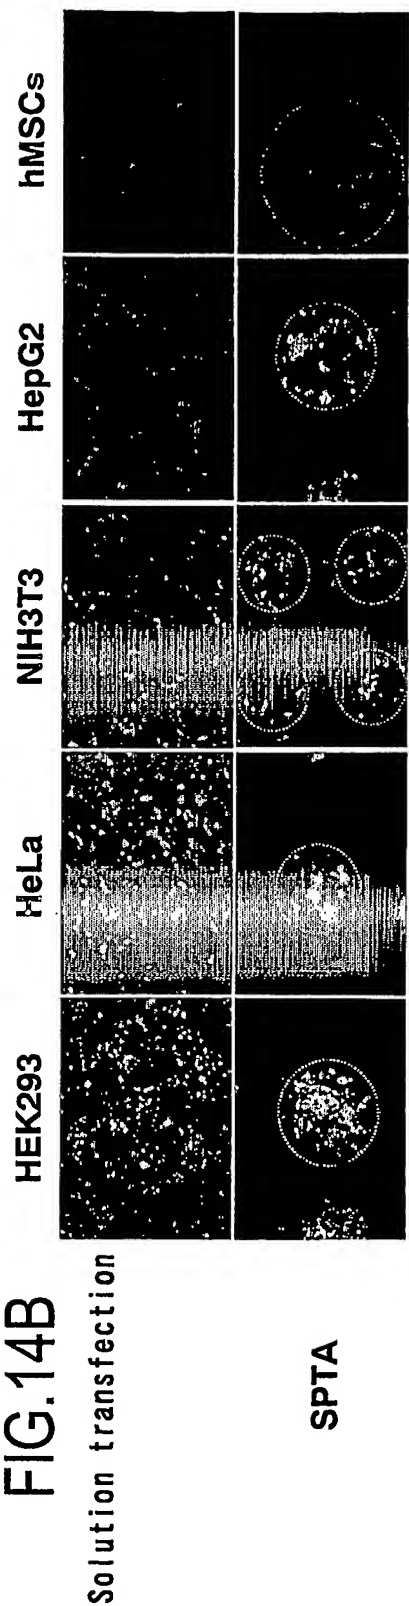 FIG.14B
HEK293
HeLa
NIH3T3
HepG2
hMSCs
Solution transfection
SPTA